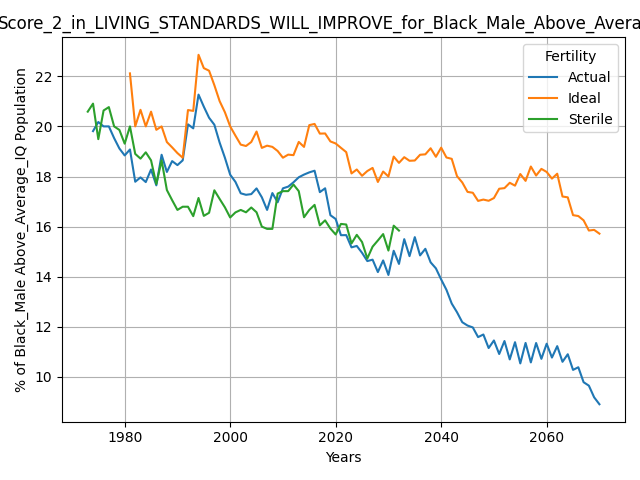 Score_2_in_LIVING_STANDARDS_WILL_IMPROVE_for_Black_Male_Above_Avera
% of Black_Male Above_Average_IQ Population
22
20
18
16
14
12
10
1980
2000
2020
2040
2060
Years
Fertility
Actual
Ideal
Sterile